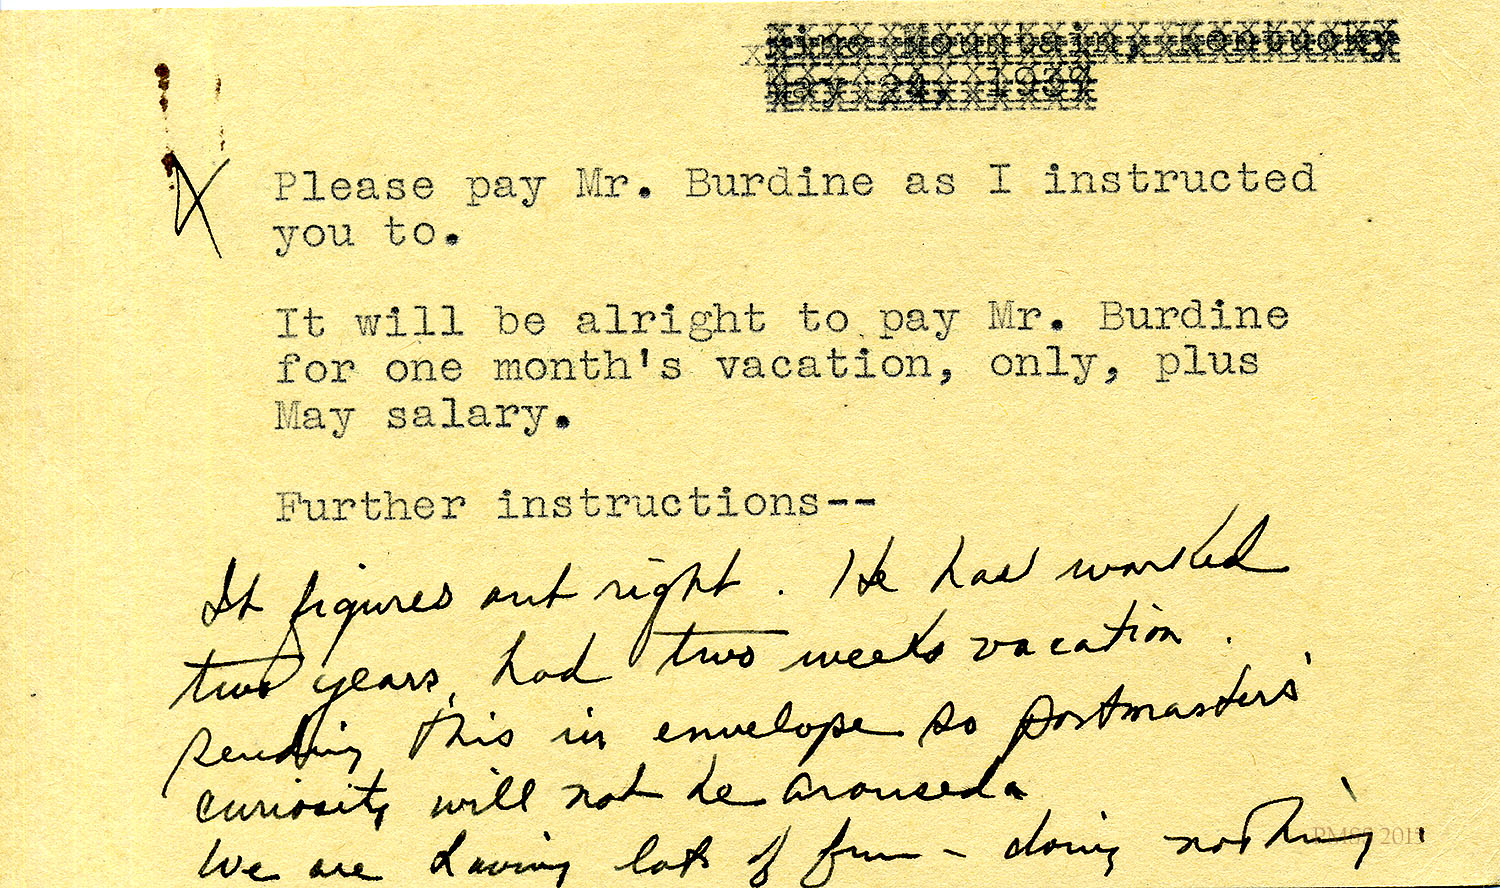 Pine Mountain, Kentucky
May 24, 1939
Please pay Mr. Burdine as I instructed
you to.
It will be alright to pay Mr. Burdine
for one month's vacation, only, plus
May salary.
Further instructions--
It figures out right. He has worked
two years, had two weeks vacation.
Sending this in envelope so postmasters'
curiosity will not be aroused.
We are having lots of fun - doing nothing.